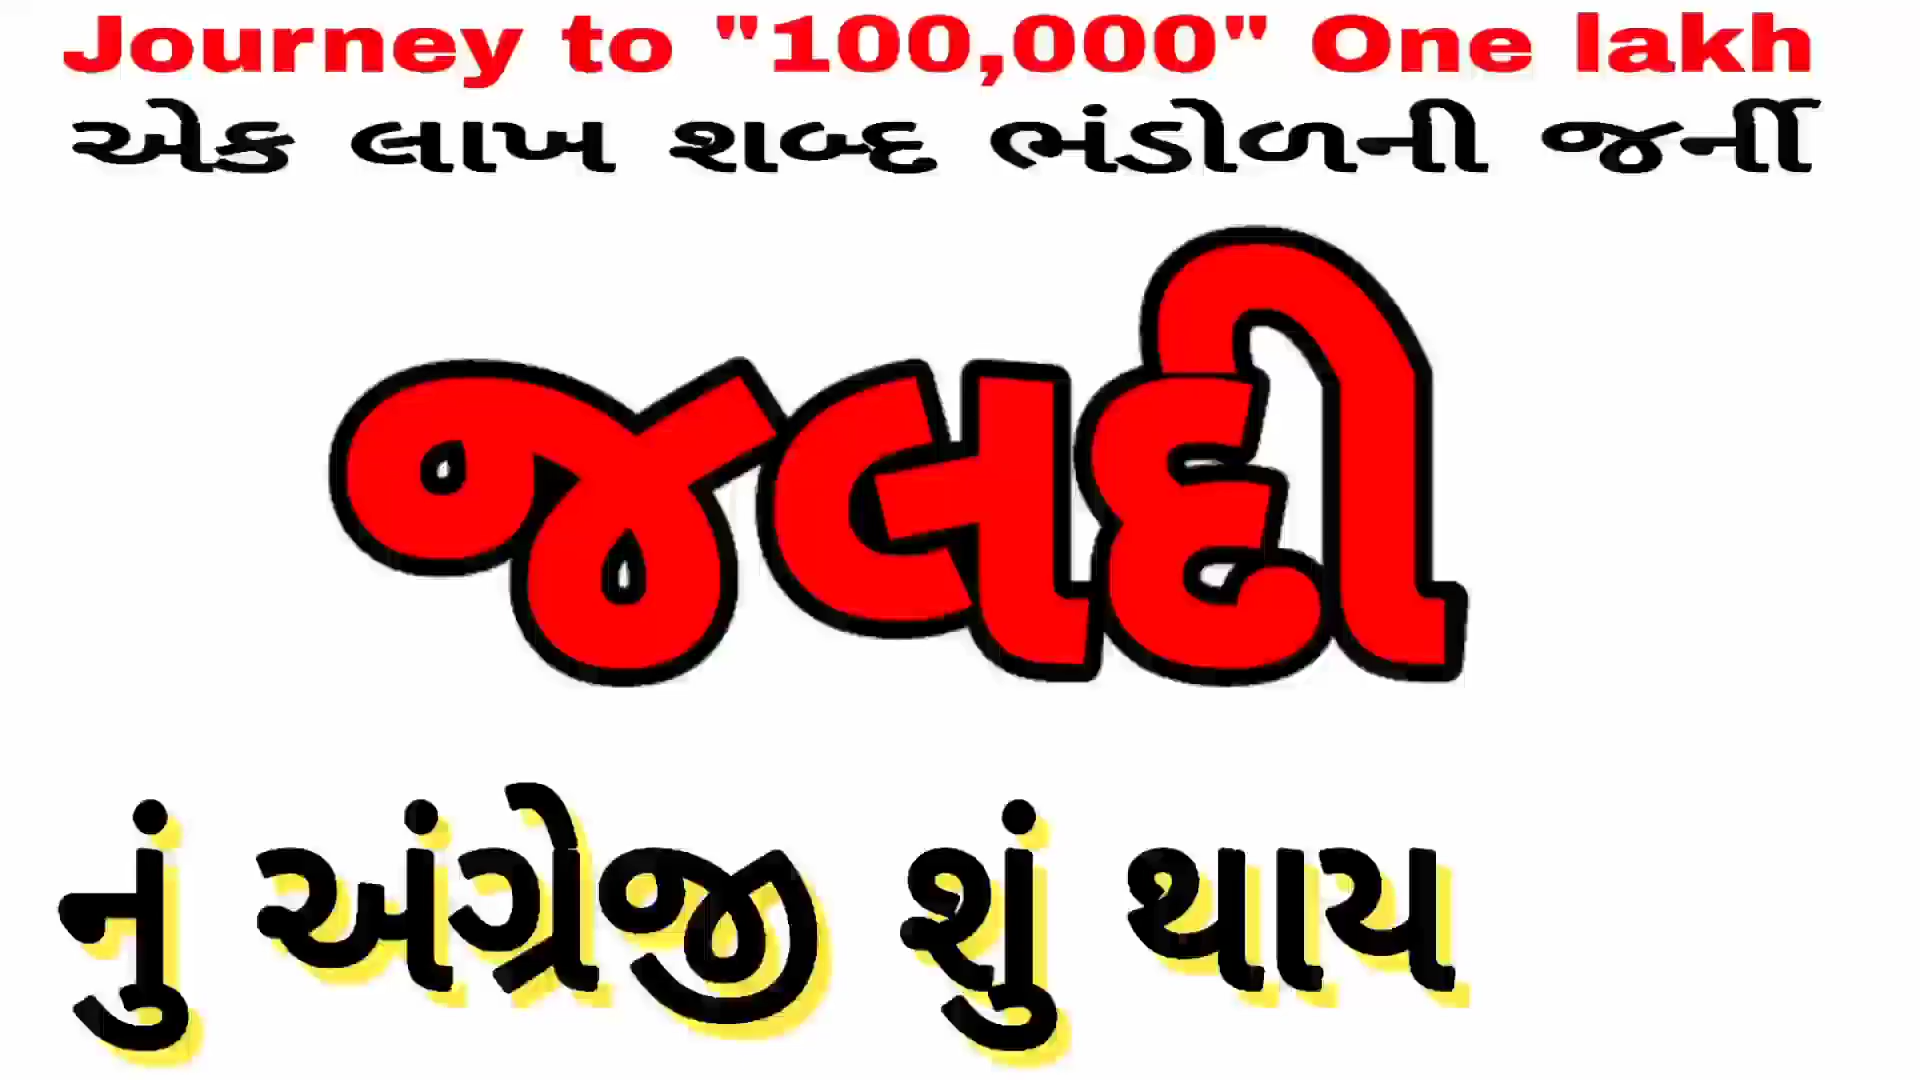 Journey to "100,000" One lakh
એક લાખ શબ્દ ભંડોળની જર્ની
જલદી
નું અંગ્રેજી શું થાય